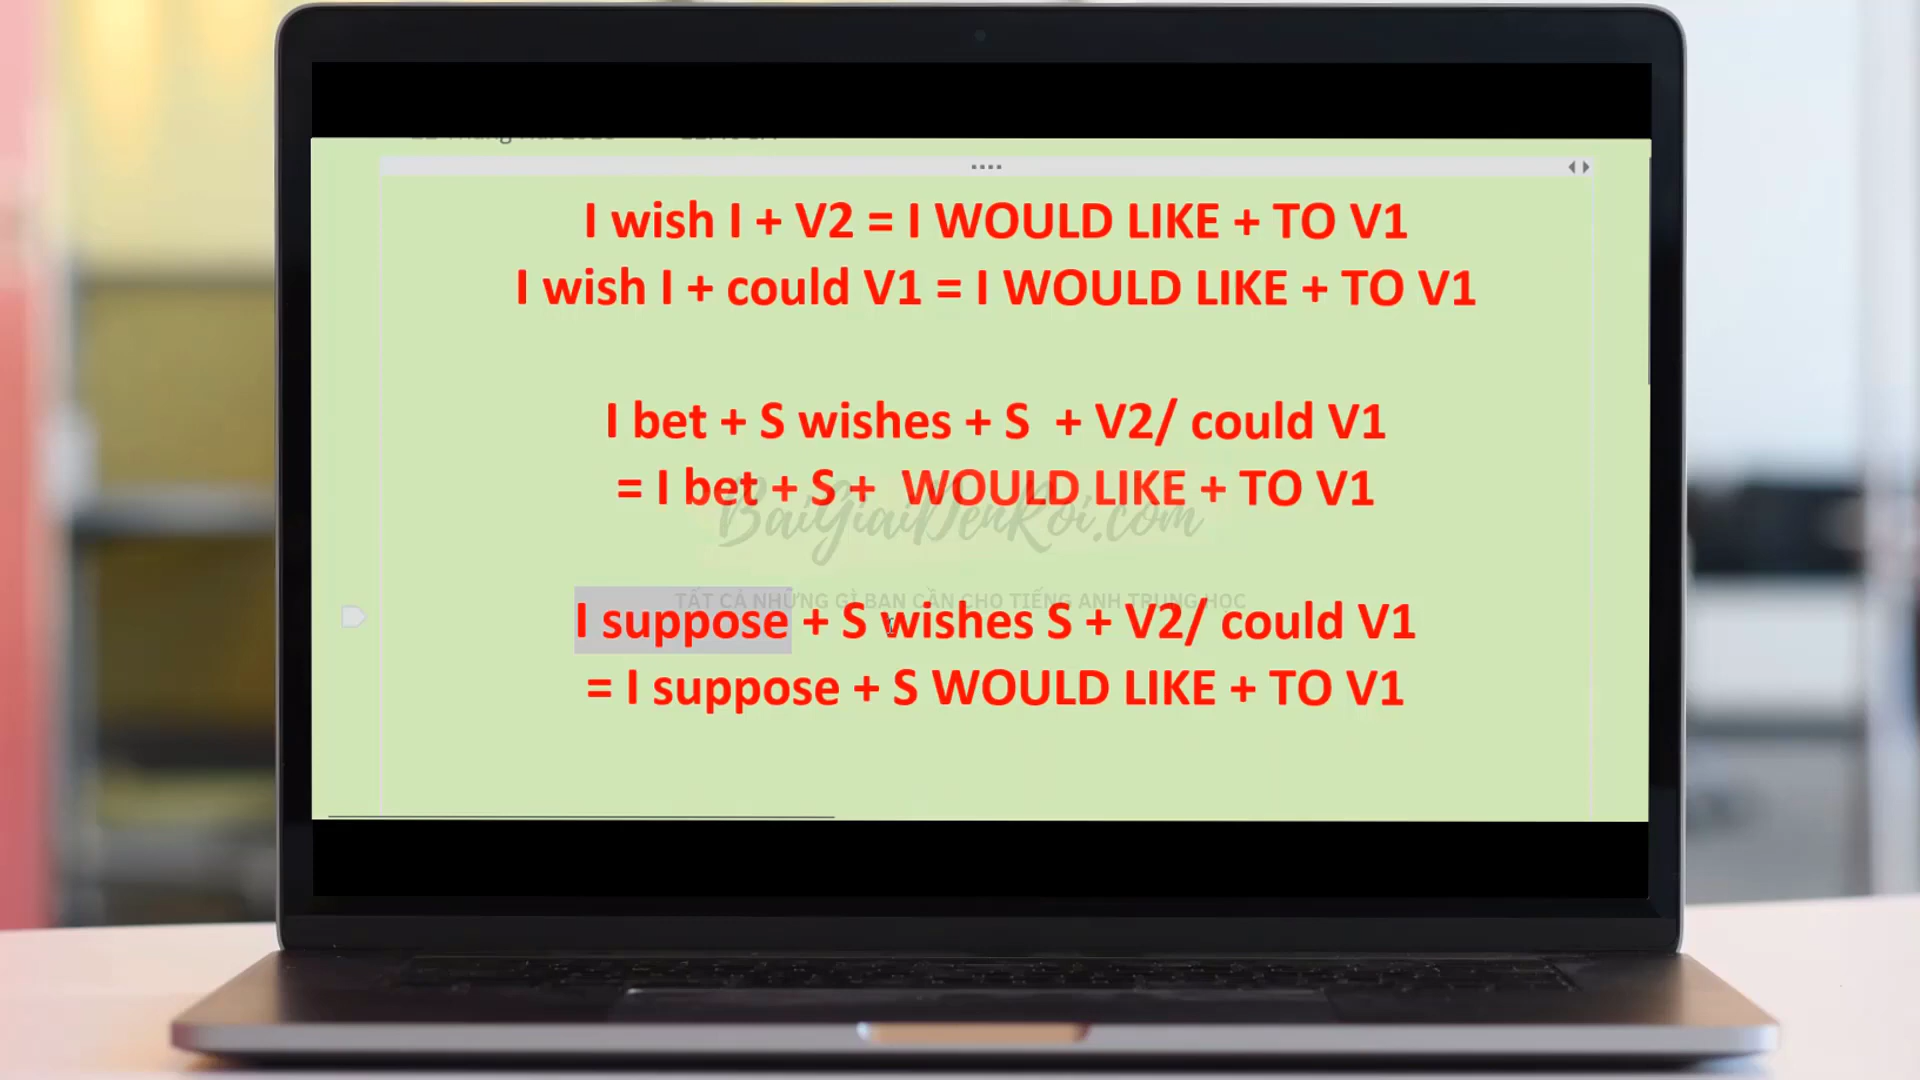 I wish I + V2 = I WOULD LIKE + TO V1
I wish I + could V1 = I WOULD LIKE + TO V1
I bet + S wishes + S + V2/ could V1
= I bet + S + WOULD LIKE + TO V1
BaiGiaiDenRoi.com
TẤT CẢ NHỮNG GÌ BẠN CẦN CHO TIẾNG ANH TRUNG HỌC
I suppose + S wishes S + V2/ could V1
= I suppose + S WOULD LIKE + TO V1